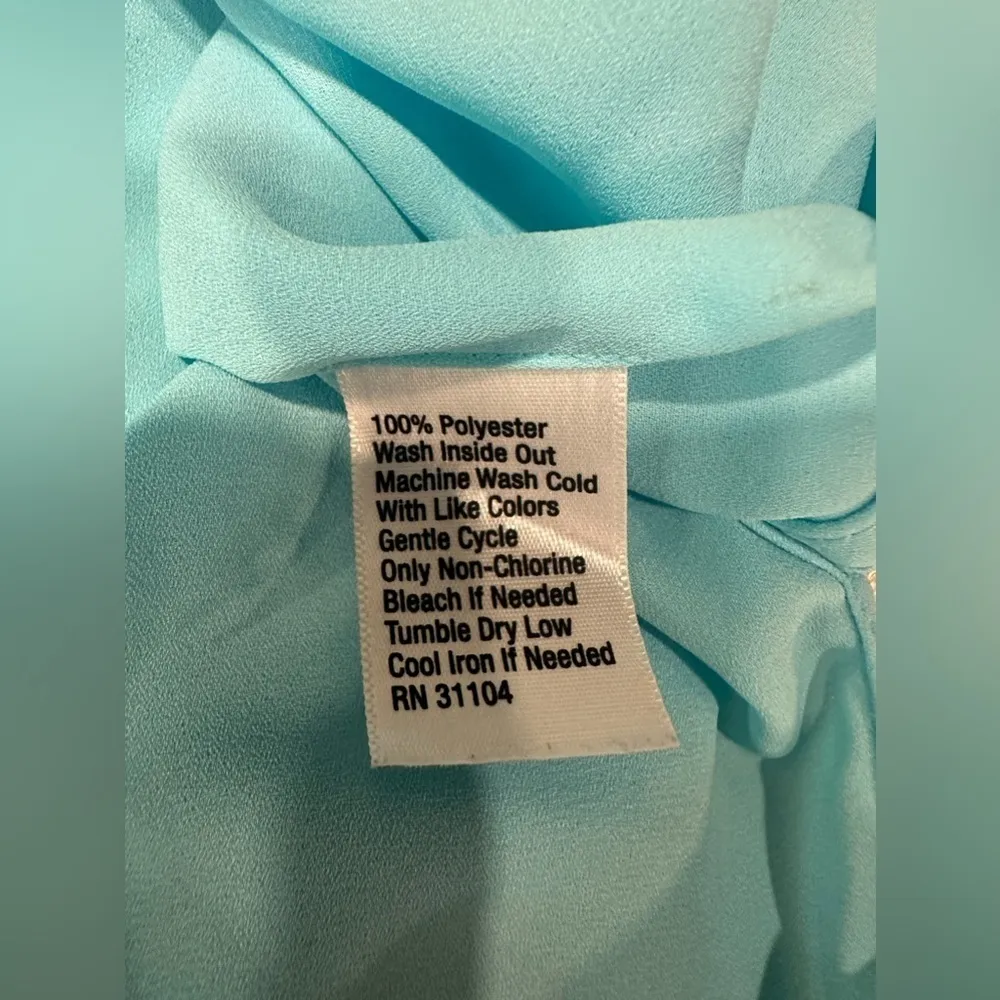 100% Polyester
Wash Inside Out
Machine Wash Cold
With Like Colors
Gentle Cycle
Only Non-Chlorine
Bleach If Needed
Tumble Dry Low
Cool Iron If Needed
RN 31104